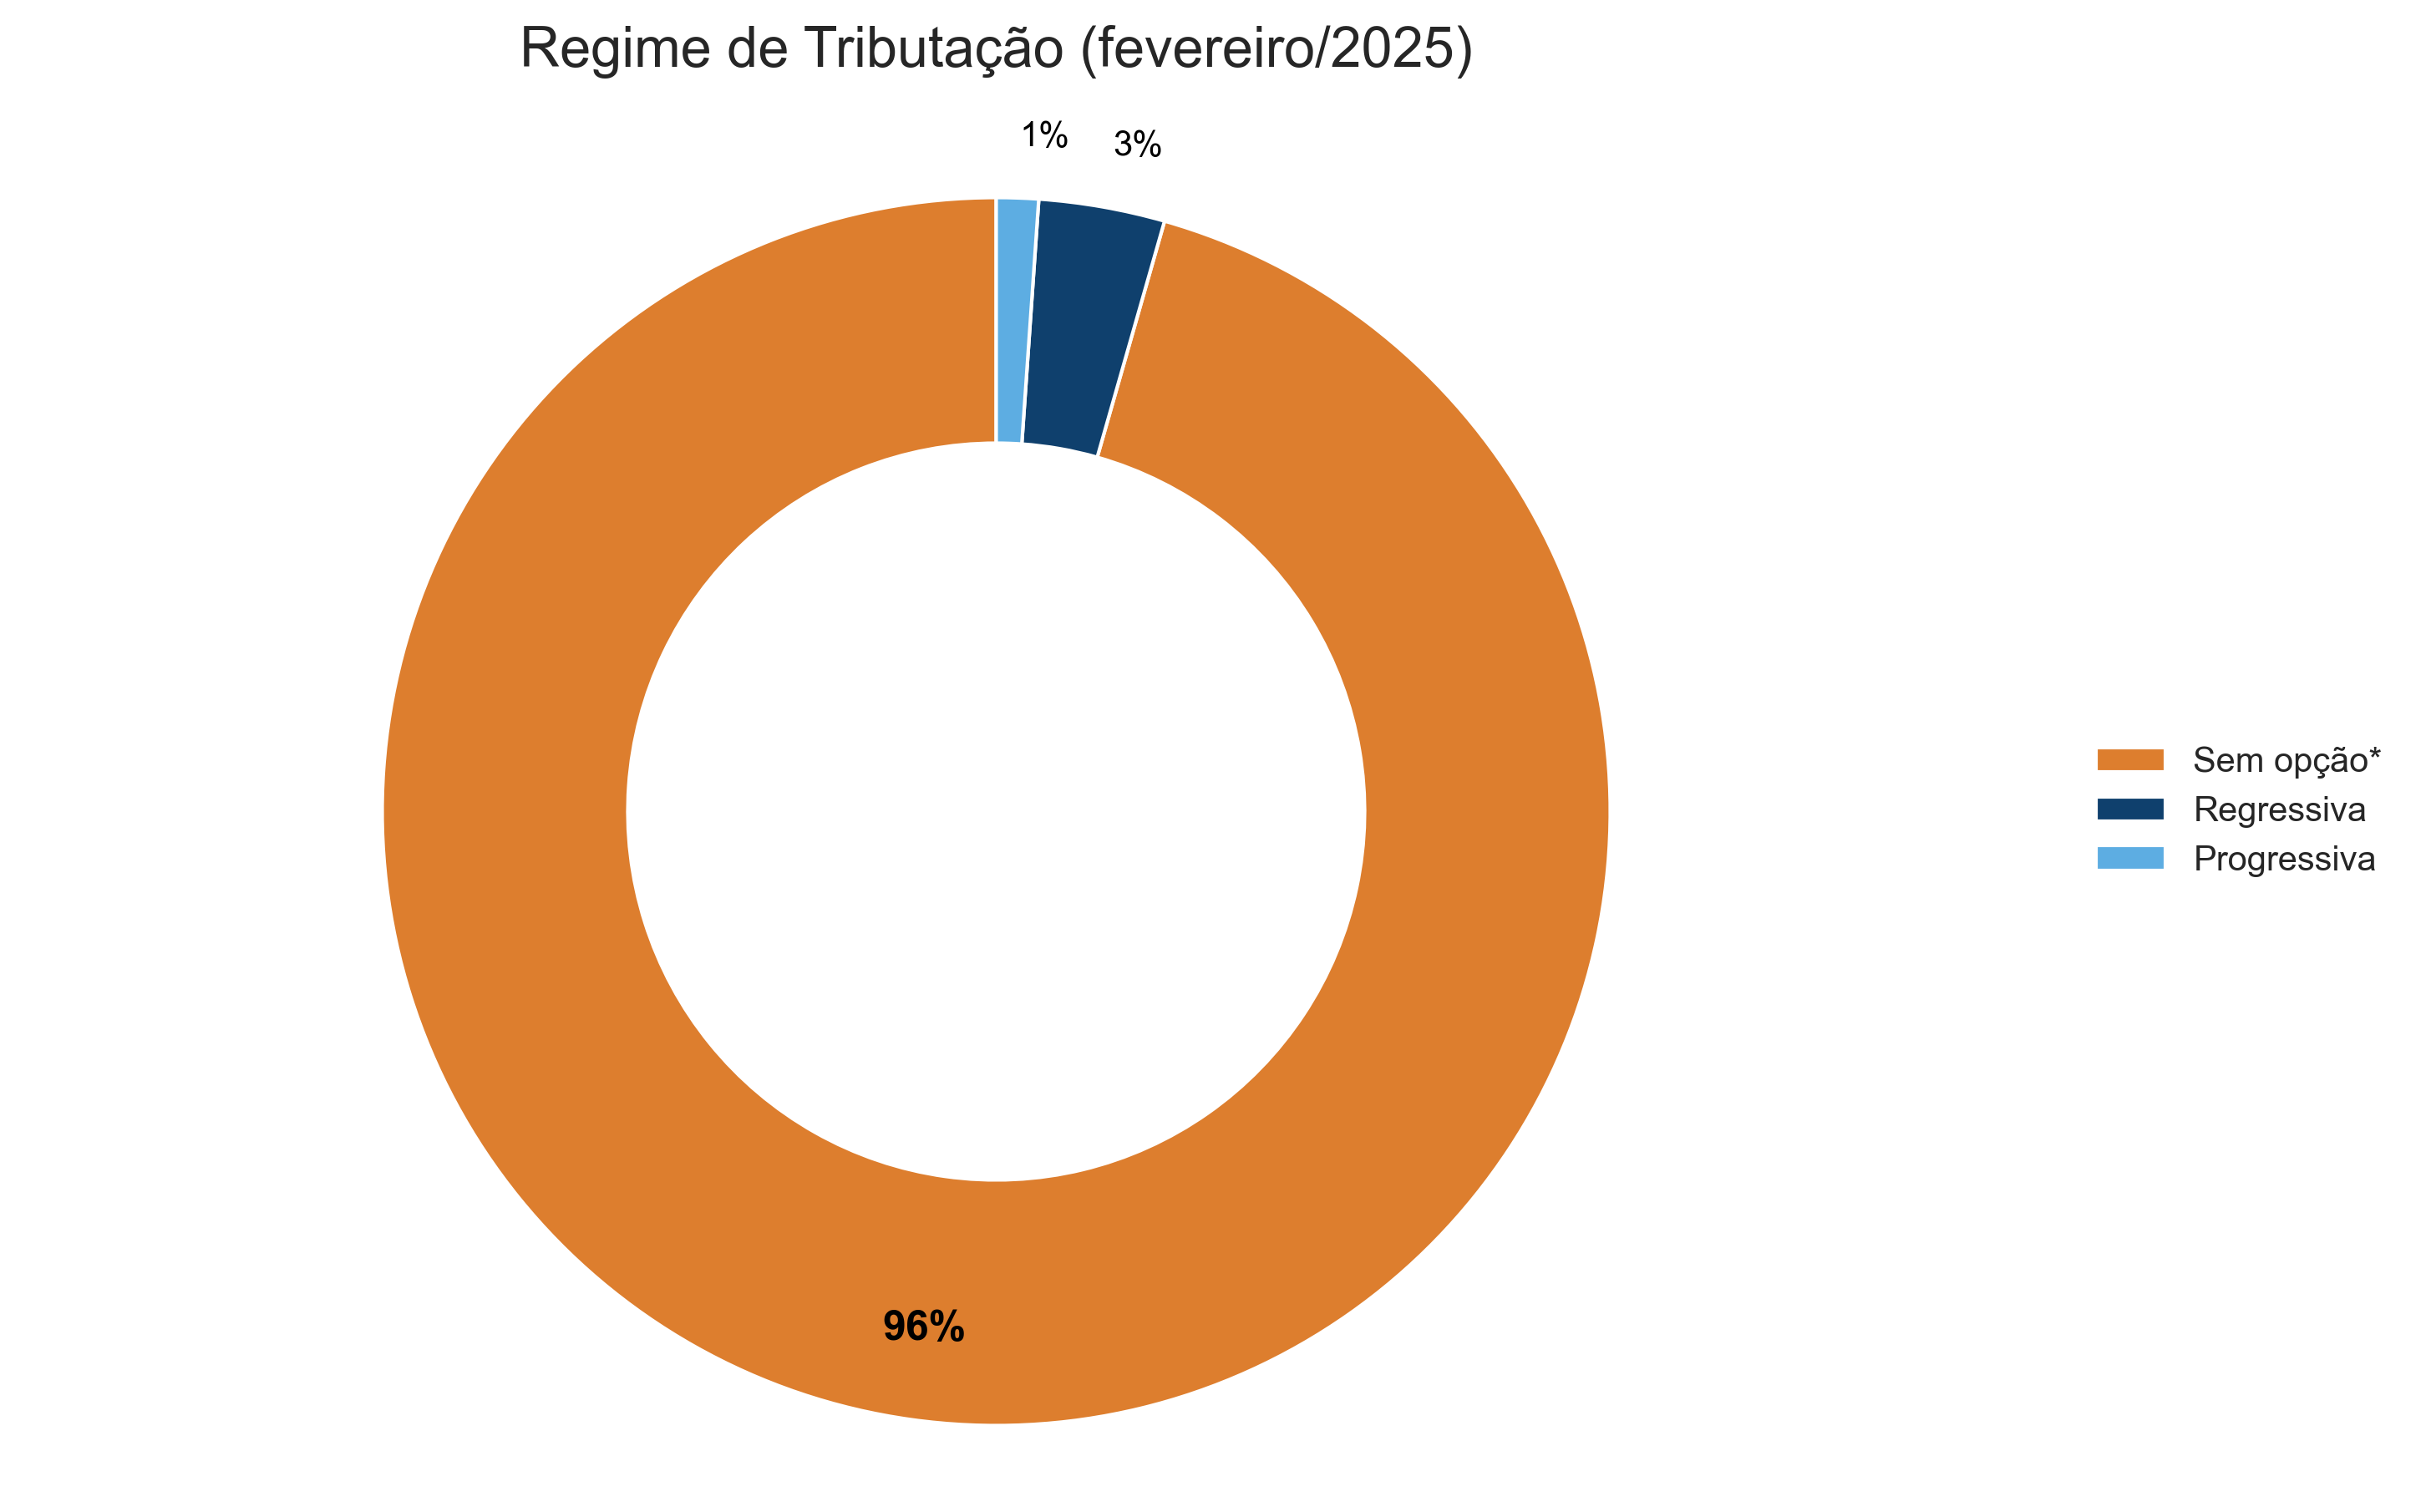 Regime de Tributação (fevereiro/2025)
1%
3%
96%
Sem opção*
Regressiva
Progressiva